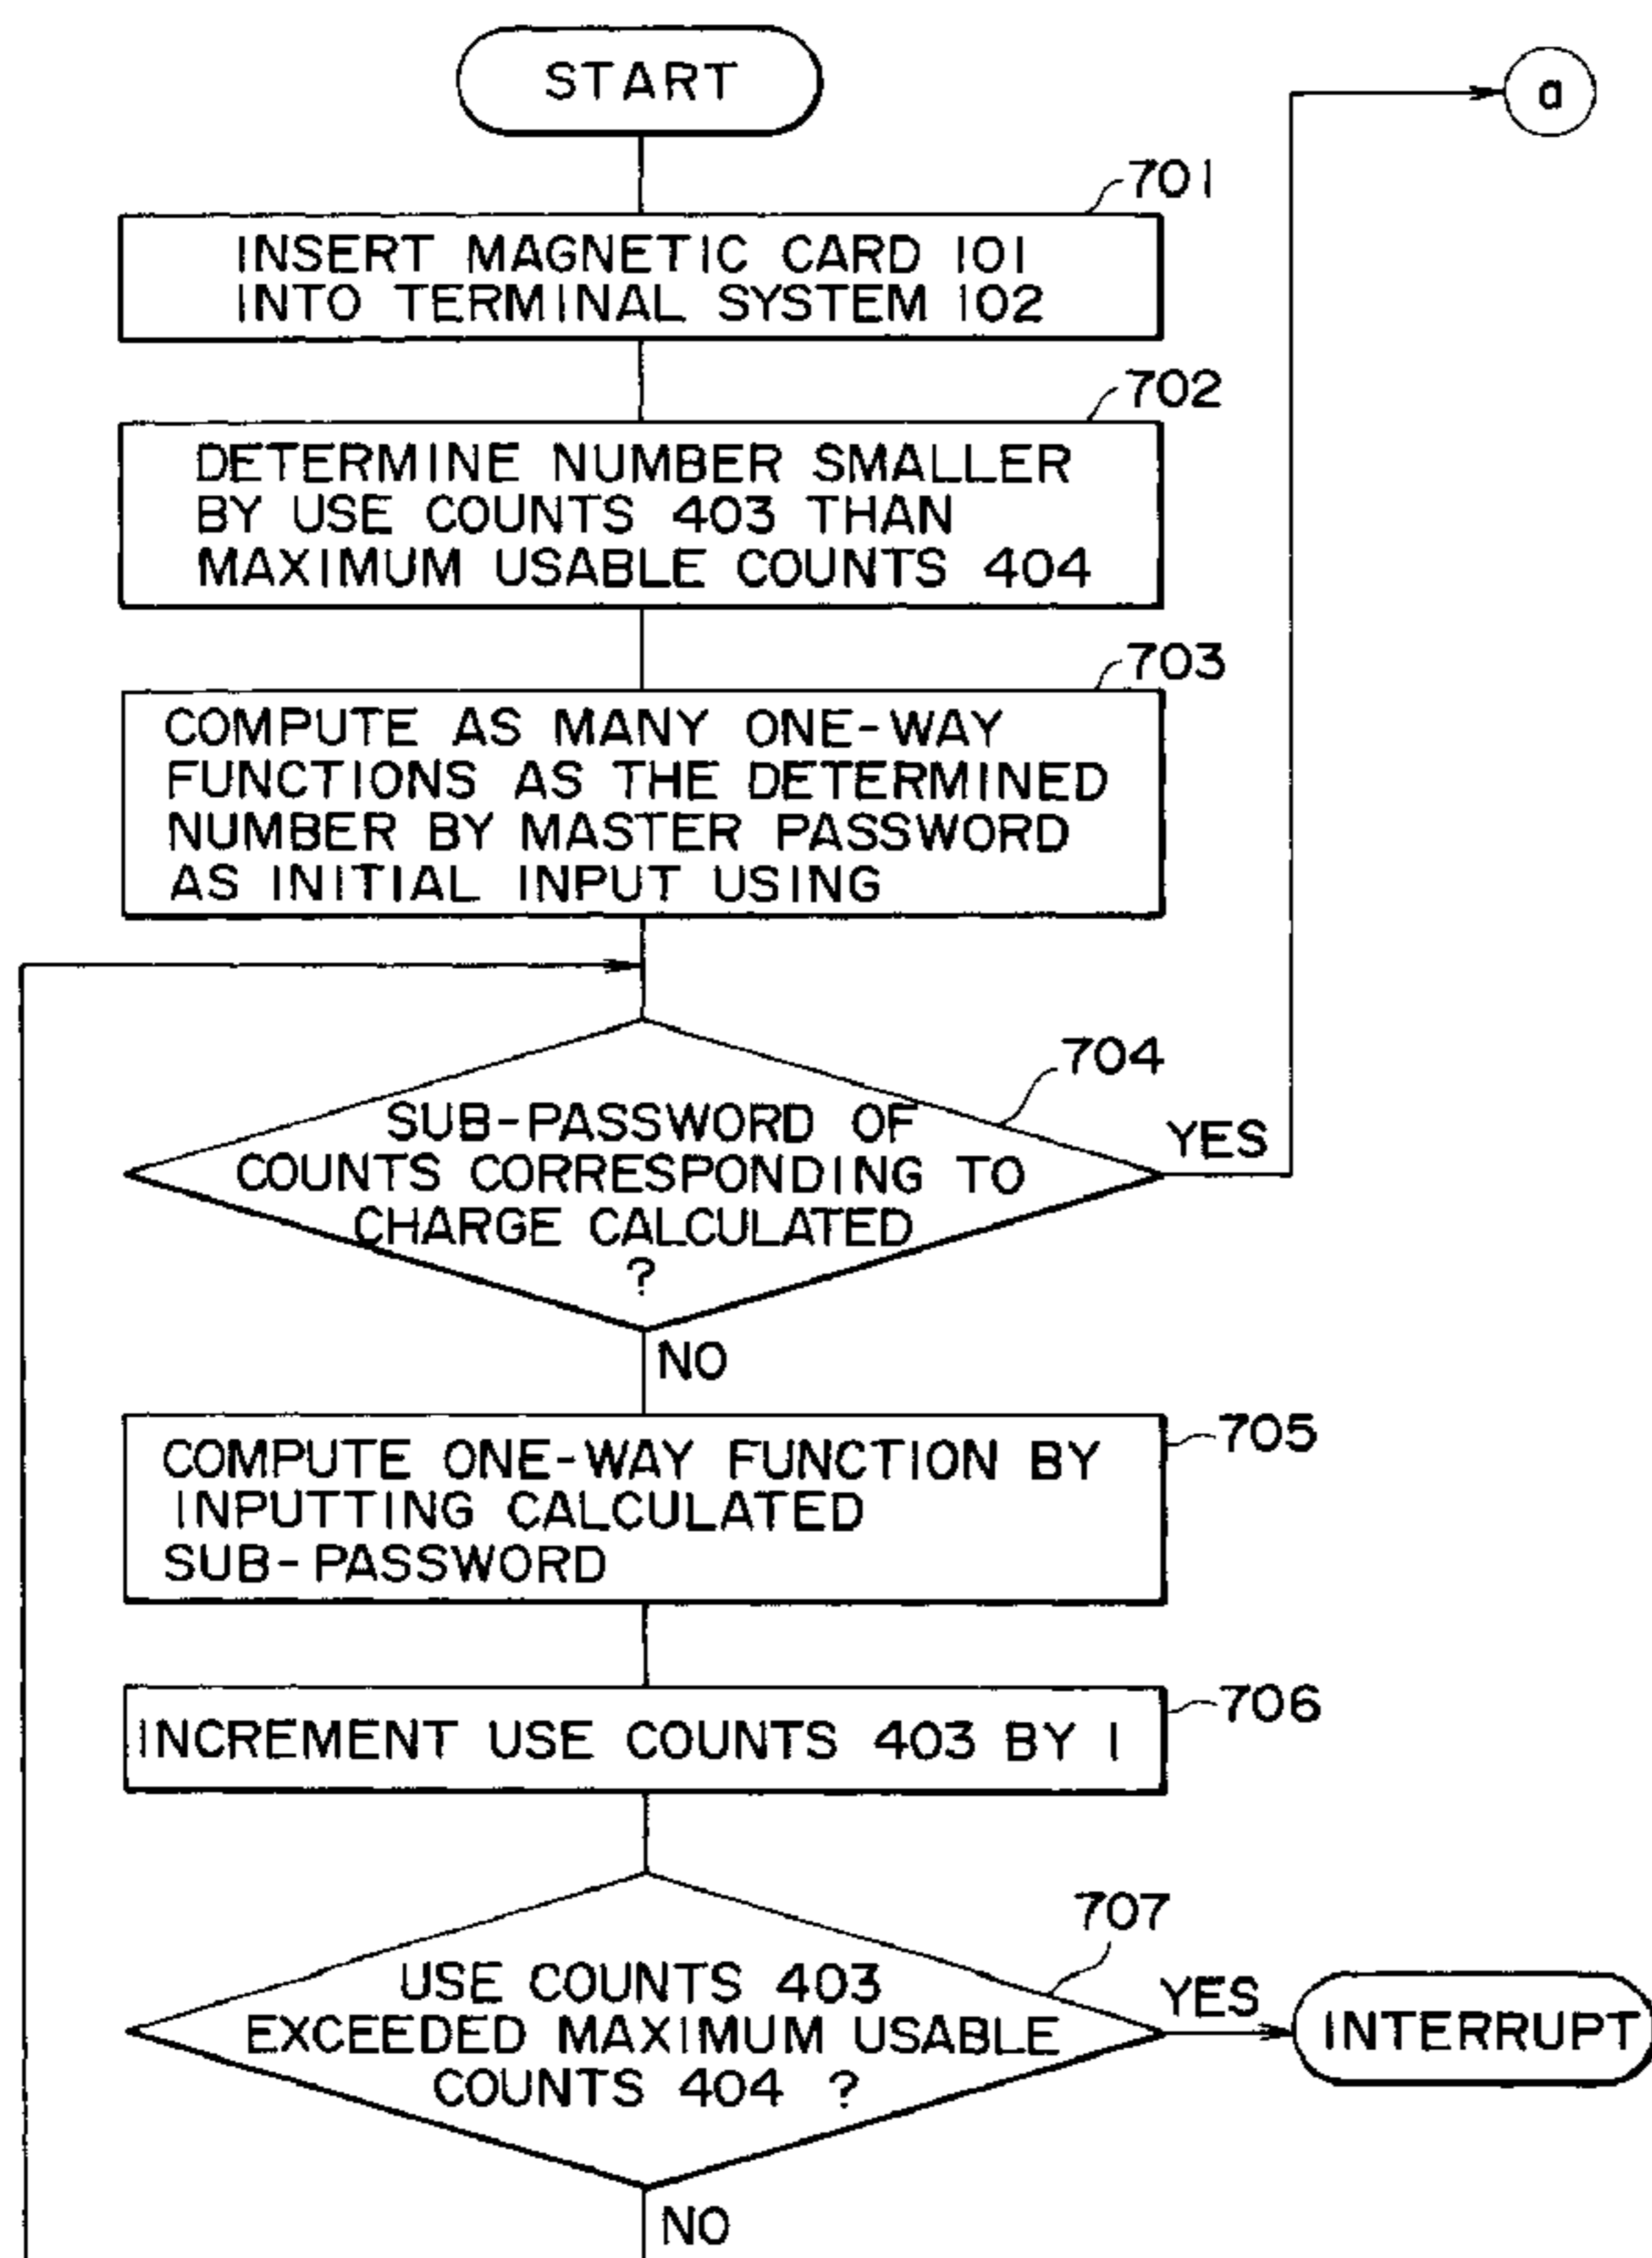 START
a
701
INSERT MAGNETIC CARD 101
INTO TERMINAL SYSTEM 102
702
DETERMINE NUMBER SMALLER
BY USE COUNTS 403 THAN
MAXIMUM USABLE COUNTS 404
703
COMPUTE AS MANY ONE-WAY
FUNCTIONS AS THE DETERMINED
NUMBER BY MASTER PASSWORD
AS INITIAL INPUT USING
704
SUB-PASSWORD OF
COUNTS CORRESPONDING TO
CHARGE CALCULATED
?
YES
NO
705
COMPUTE ONE-WAY FUNCTION BY
INPUTTING CALCULATED
SUB-PASSWORD
706
INCREMENT USE COUNTS 403 BY 1
707
USE COUNTS 403
EXCEEDED MAXIMUM USABLE
COUNTS 404 ?
YES
INTERRUPT
NO